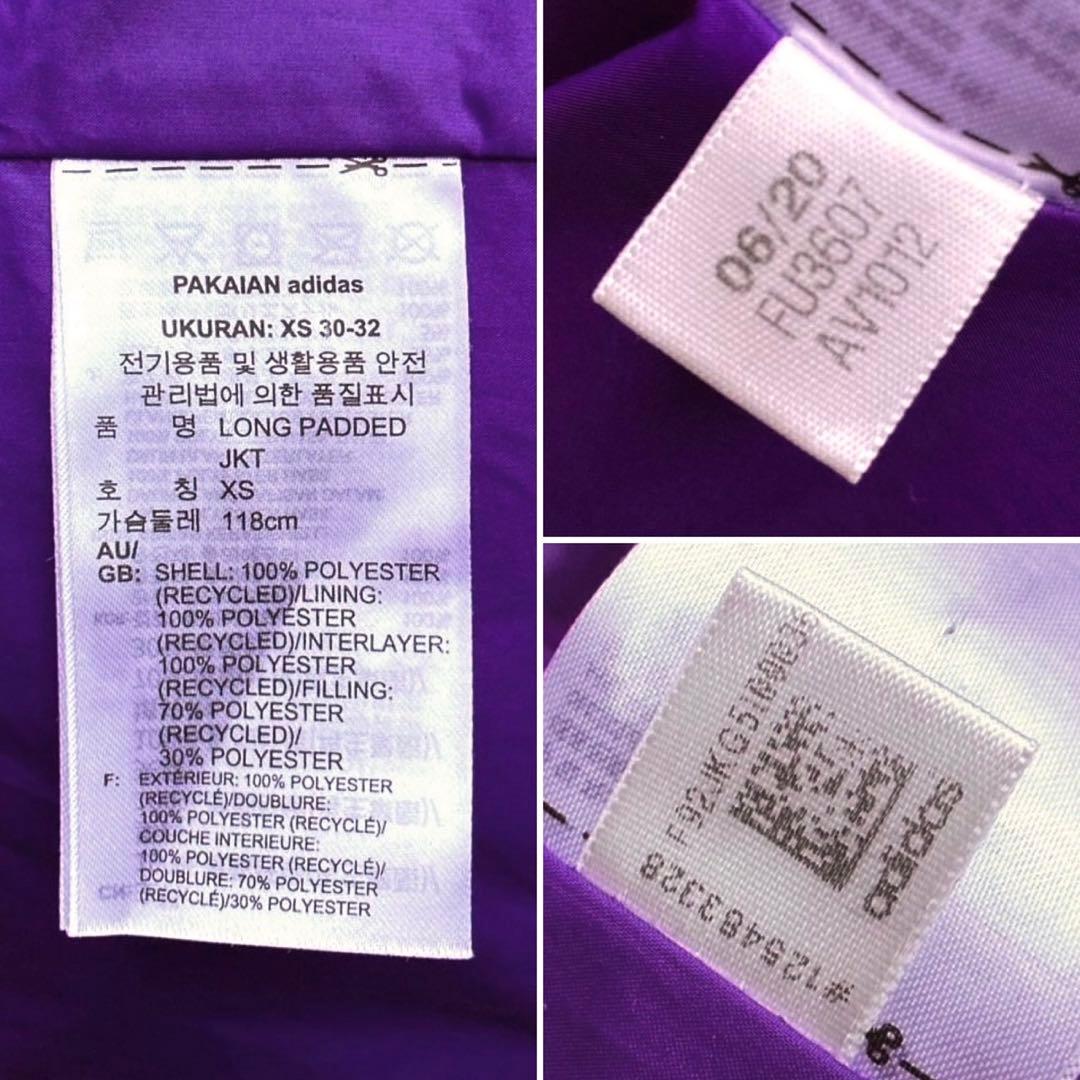 PAKAIAN adidas
UKURAN: XS 30-32
전기용품 및 생활용품 안전
관리법에 의한 품질표시
품 명 LONG PADDED
JKT
호 칭 XS
가슴둘레 118cm
AU/
GB: SHELL: 100% POLYESTER
(RECYCLED)/LINING:
100% POLYESTER
(RECYCLED)/INTERLAYER:
100% POLYESTER
(RECYCLED)/FILLING:
70% POLYESTER
(RECYCLED)/
30% POLYESTER
F: EXTÉRIEUR: 100% POLYESTER
(RECYCLÉ)/DOUBLURE:
100% POLYESTER (RECYCLÉ)/
COUCHE INTERIEURE:
100% POLYESTER (RECYCLÉ)/
DOUBLURE: 70% POLYESTER
(RECYCLÉ)/30% POLYESTER
06/20
FU3607
AV1012
adidas
#125483328